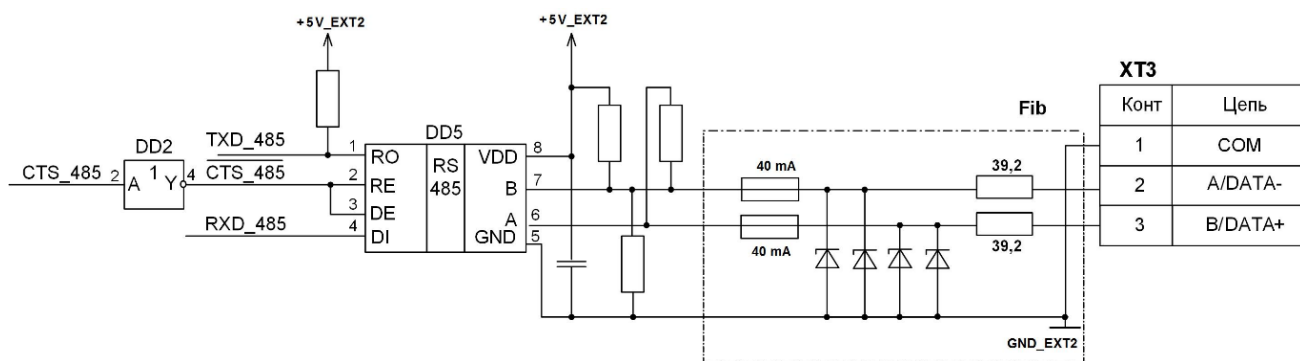 +5V_EXT2
+5V_EXT2
XT3
Конт Цепь
1 COM
2 A/DATA-
3 B/DATA+
Fib
DD2
CTS_485 2 A 1 Y 4 CTS_485
TXD_485 1
RXD_485 4
DD5
RO RS 485 VDD 8
2 RE B 7
3 DE A 6
DI GND 5
40 mA
40 mA
39,2
39,2
GND_EXT2